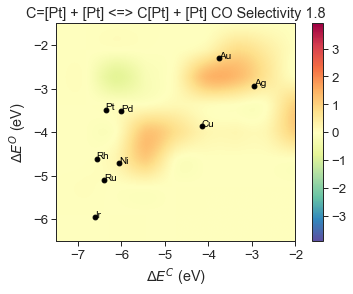 C=[Pt] + [Pt] <=> C[Pt] + [Pt] CO Selectivity 1.8
3
2
1
0
−1
−2
−3
−2
−3
−4
−5
−6
ΔE^O (eV)
Au
Ag
Pt
Pd
Cu
Rh
Ni
Ru
Ir
−7
−6
−5
−4
−3
−2
ΔE^C (eV)